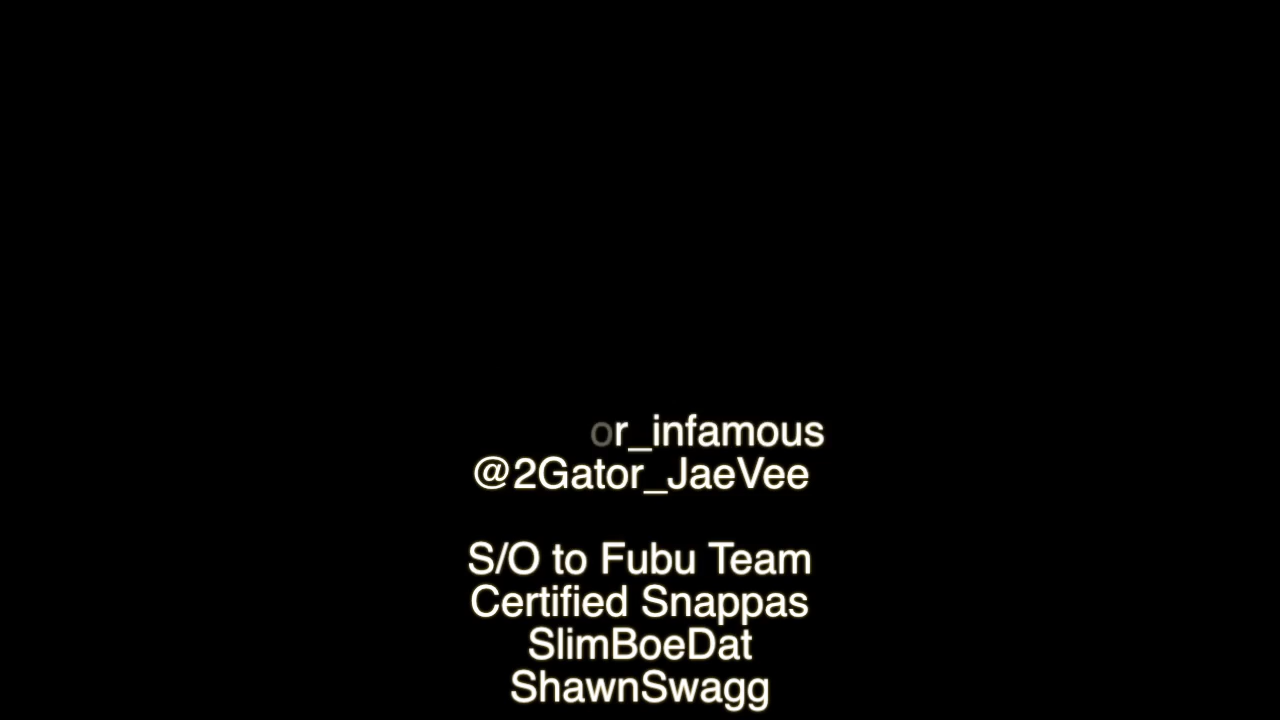 or_infamous
@2Gator_JaeVee
S/O to Fubu Team
Certified Snappas
SlimBoeDat
ShawnSwagg